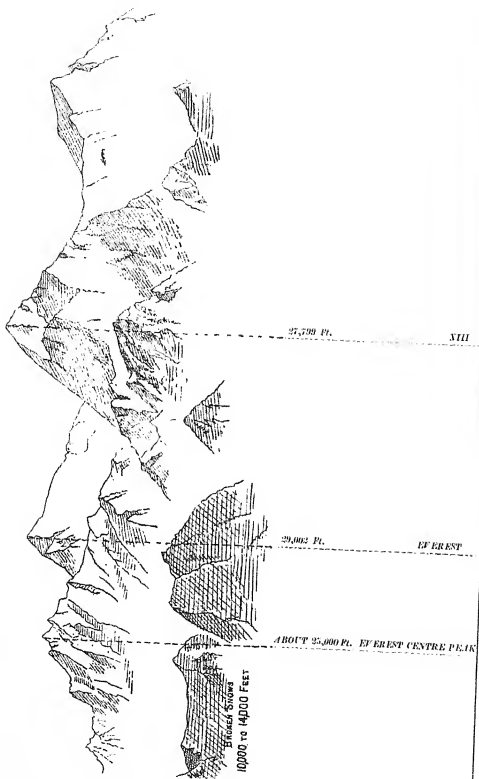 27,799 Ft. XIII
29,002 Ft. EVEREST
ABOUT 25,000 Ft. EVEREST CENTRE PEAK
BROKEN SNOWS
10,000 TO 14,000 FEET